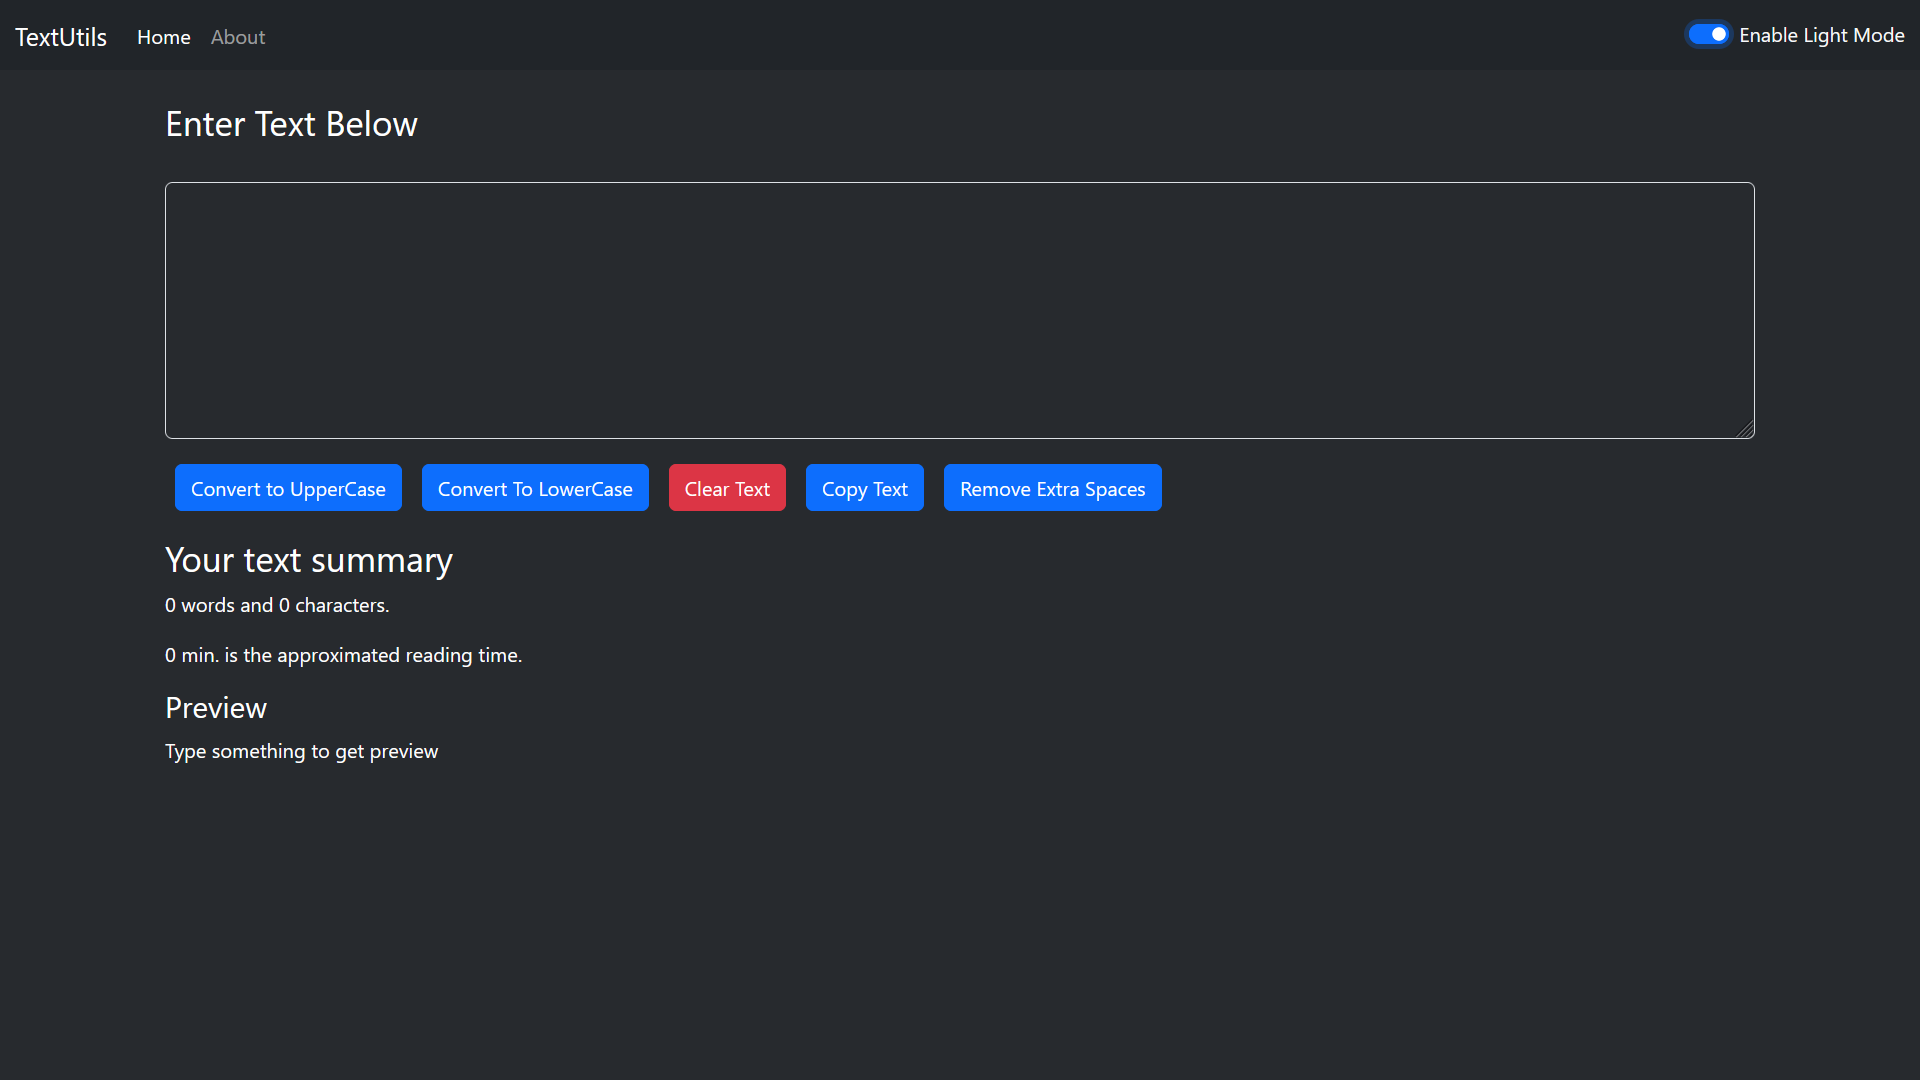 TextUtils Home About Enable Light Mode
Enter Text Below
Convert to UpperCase Convert To LowerCase Clear Text Copy Text Remove Extra Spaces
Your text summary
0 words and 0 characters.
0 min. is the approximated reading time.
Preview
Type something to get preview